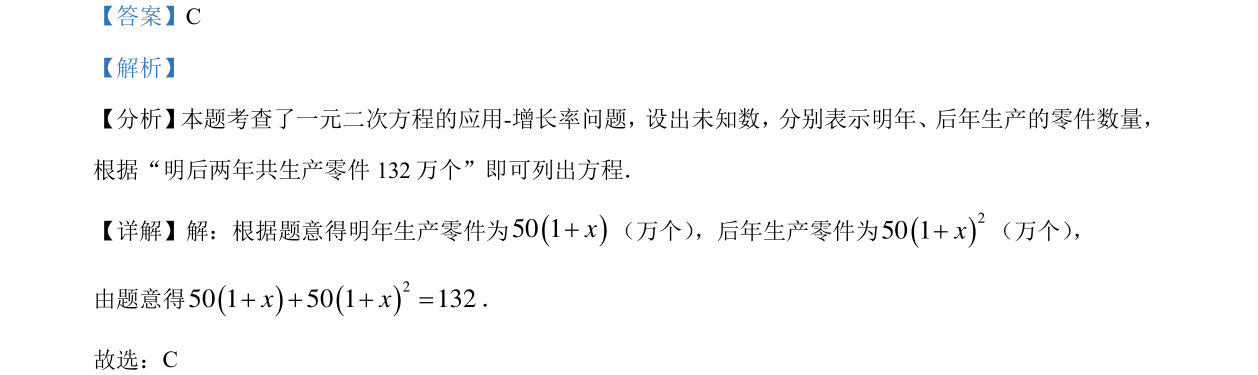 【答案】C
【解析】
【分析】本题考查了一元二次方程的应用-增长率问题，设出未知数，分别表示明年、后年生产的零件数量，
根据“明后两年共生产零件 132 万个”即可列出方程．
【详解】解：根据题意得明年生产零件为50(1+x)（万个），后年生产零件为50(1+x)²（万个），
由题意得50(1+x)+50(1+x)²=132．
故选：C